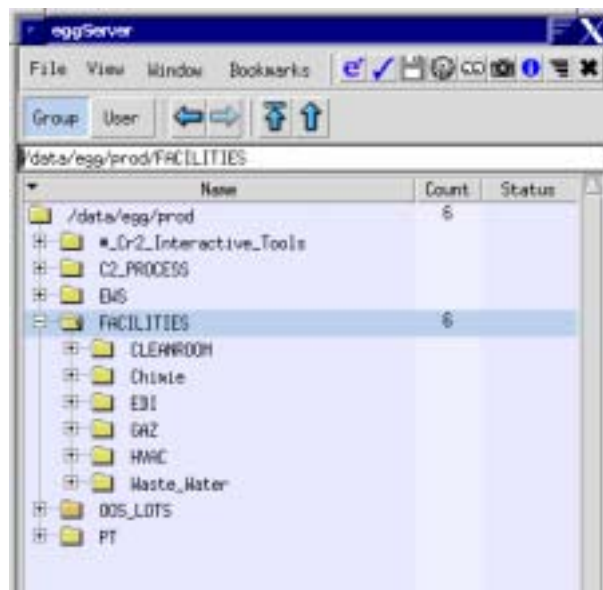 eggServer
File View Window Bookmarks
Group User
/data/egg/prod/FACILITIES
Name Count Status
/data/egg/prod 6
*_Cr2_Interactive_Tools
C2_PROCESS
EWS
FACILITIES 6
CLEANROOM
Chimie
EDI
GAZ
HVAC
Waste_Water
OOS_LOTS
PT